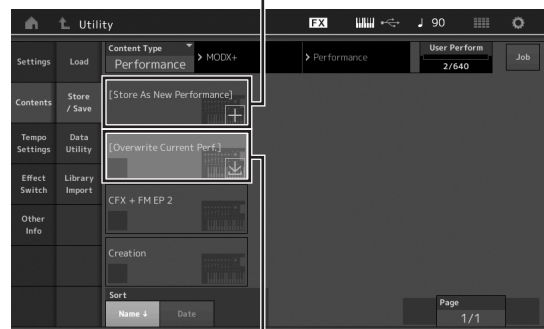 Utility
FX
♩ 90
Settings
Load
Content Type
Performance
> MODX+
> Performance
User Perform
2/640
Job
Contents
Store
/ Save
[Store As New Performance]
Tempo
Settings
Data
Utility
[Overwrite Current Perf.]
Effect
Switch
Library
Import
CFX + FM EP 2
Other
Info
Creation
Sort
Name ↓
Date
Page
1/1